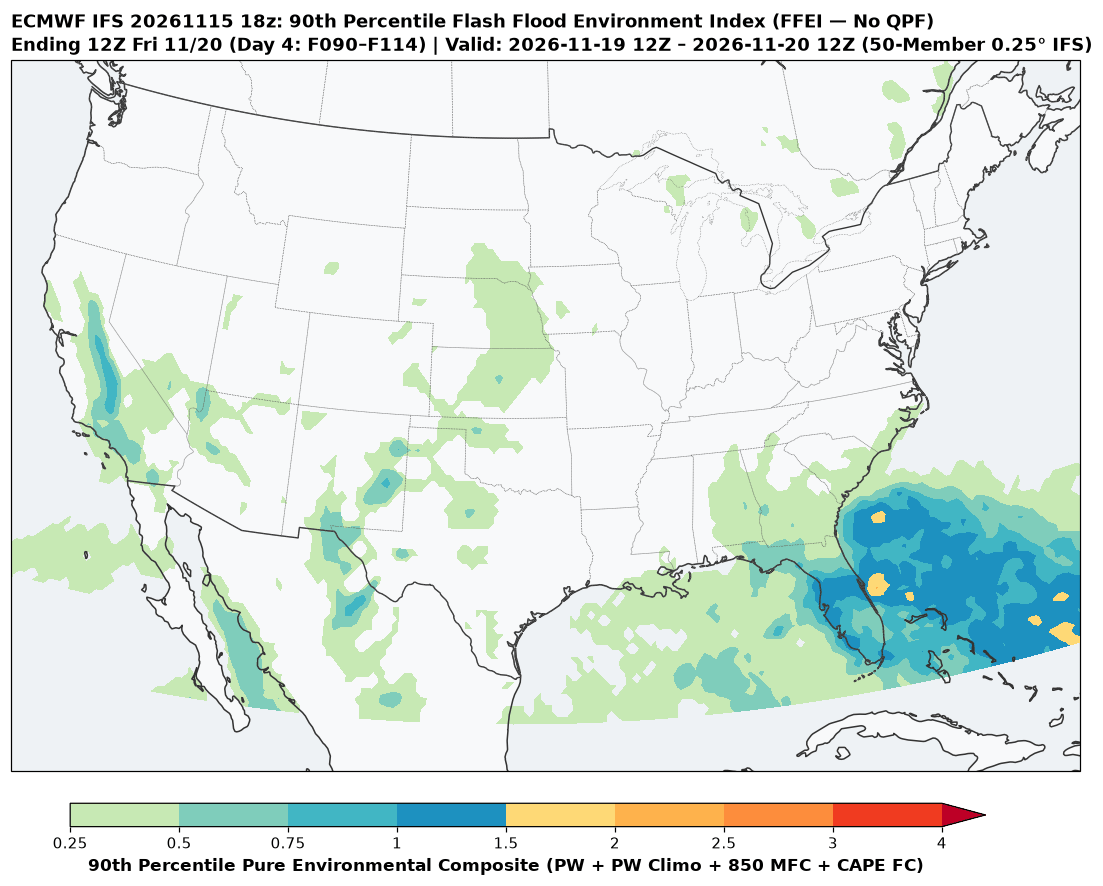 ECMWF IFS 20261115 18z: 90th Percentile Flash Flood Environment Index (FFEI — No QPF)
Ending 12Z Fri 11/20 (Day 4: F090–F114) | Valid: 2026-11-19 12Z – 2026-11-20 12Z (50-Member 0.25° IFS)
0.25 0.5 0.75 1 1.5 2 2.5 3 4
90th Percentile Pure Environmental Composite (PW + PW Climo + 850 MFC + CAPE FC)